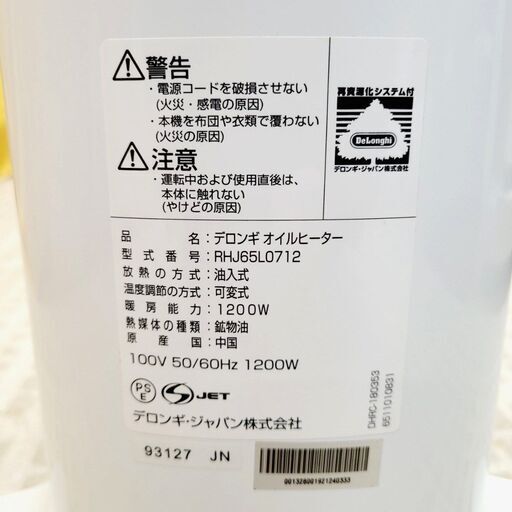 警告
・電源コードを破損させない
(火災・感電の原因)
・本機を布団や衣類で覆わない
(火災の原因)
注意
・運転中および使用直後は、
本体に触れない
(やけどの原因)
再資源化システム付
DeLonghi
デロンギ・ジャパン株式会社
品名：デロンギ オイルヒーター
型式番号：RHJ65L0712
放熱の方式：油入式
温度調節の方式：可変式
暖房能力：1200W
熱媒体の種類：鉱物油
原産国：中国
100V 50/60Hz 1200W
PS
E
S JET
デロンギ・ジャパン株式会社
DHRC-180353
6511010831
93127 JN
0013280019212403​33